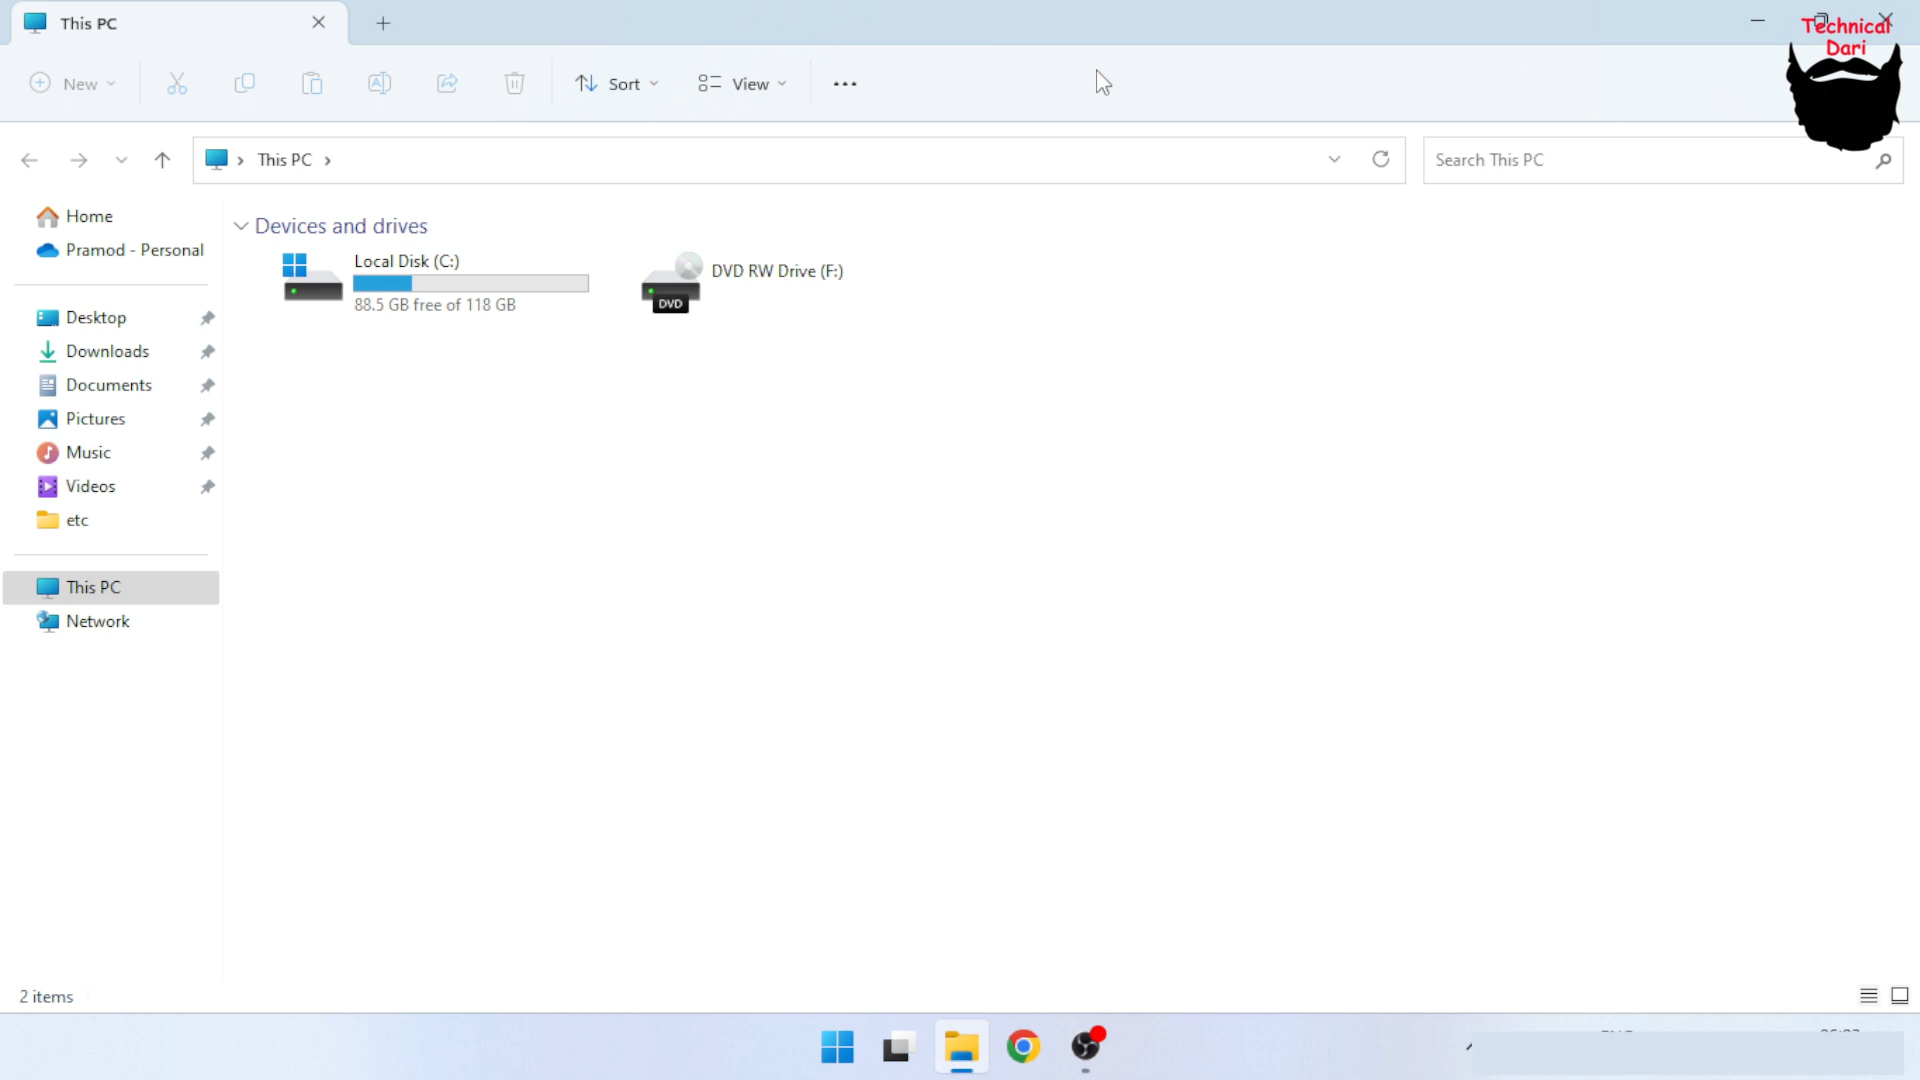 This PC
Technical
Dari
New
Sort
View
This PC
Search This PC
Home
Pramod - Personal
Desktop
Downloads
Documents
Pictures
Music
Videos
etc
This PC
Network
Devices and drives
Local Disk (C:)
88.5 GB free of 118 GB
DVD RW Drive (F:)
DVD
2 items